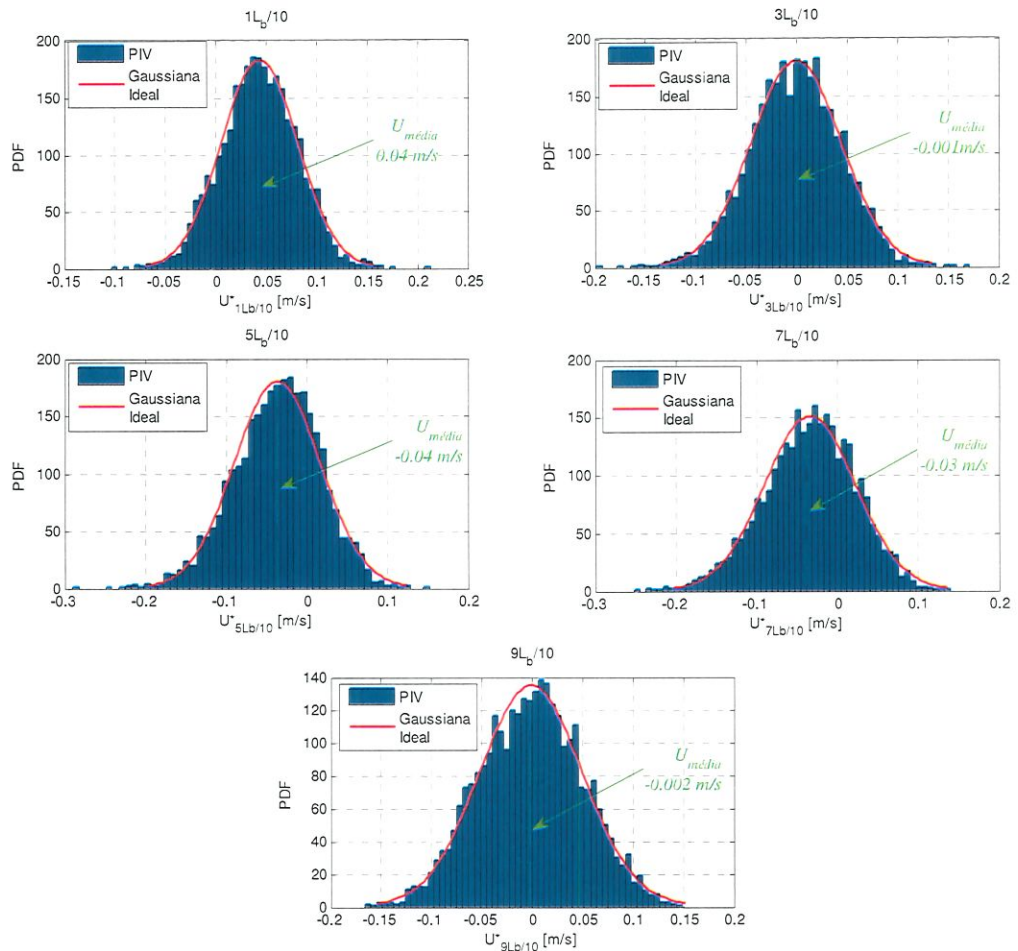 1L_b/10
200
150
100
50
0
PDF
PIV
Gaussiana
Ideal
U_média
0.04 m/s
-0.15 -0.1 -0.05 0 0.05 0.1 0.15 0.2 0.25
U*_1Lb/10 [m/s]
3L_b/10
200
150
100
50
0
PDF
PIV
Gaussiana
Ideal
U_média
-0.001m/s
-0.2 -0.15 -0.1 -0.05 0 0.05 0.1 0.15 0.2
U*_3Lb/10 [m/s]
5L_b/10
200
150
100
50
0
PDF
PIV
Gaussiana
Ideal
U_média
-0.04 m/s
-0.3 -0.2 -0.1 0 0.1 0.2
U*_5Lb/10 [m/s]
7L_b/10
200
150
100
50
0
PDF
PIV
Gaussiana
Ideal
U_média
-0.03 m/s
-0.3 -0.2 -0.1 0 0.1 0.2
U*_7Lb/10 [m/s]
9L_b/10
140
120
100
80
60
40
20
0
PDF
PIV
Gaussiana
Ideal
U_média
-0.002 m/s
-0.2 -0.15 -0.1 -0.05 0 0.05 0.1 0.15 0.2
U*_9Lb/10 [m/s]